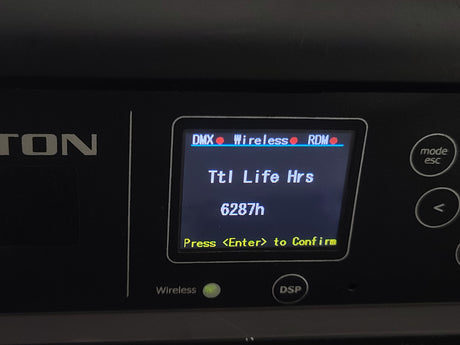 TON
DMX Wireless RDM
Ttl Life Hrs
6287h
Press <Enter> to Confirm
mode
esc
<
Wireless
DSP